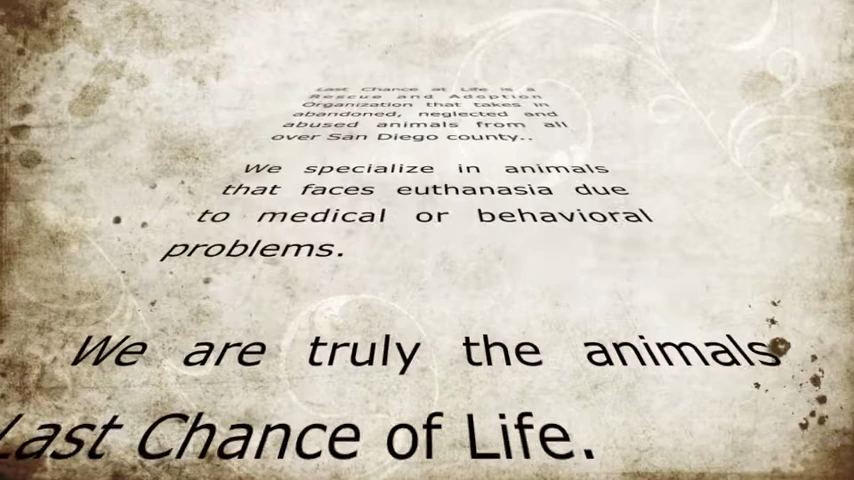 Last Chance of Life is a
Rescue and Adoption
Organization that takes in
abandoned, neglected and
abused animals from all
over San Diego county..
We specialize in animals
that faces euthanasia due
to medical or behavioral
problems.
We are truly the animals
Last Chance of Life.